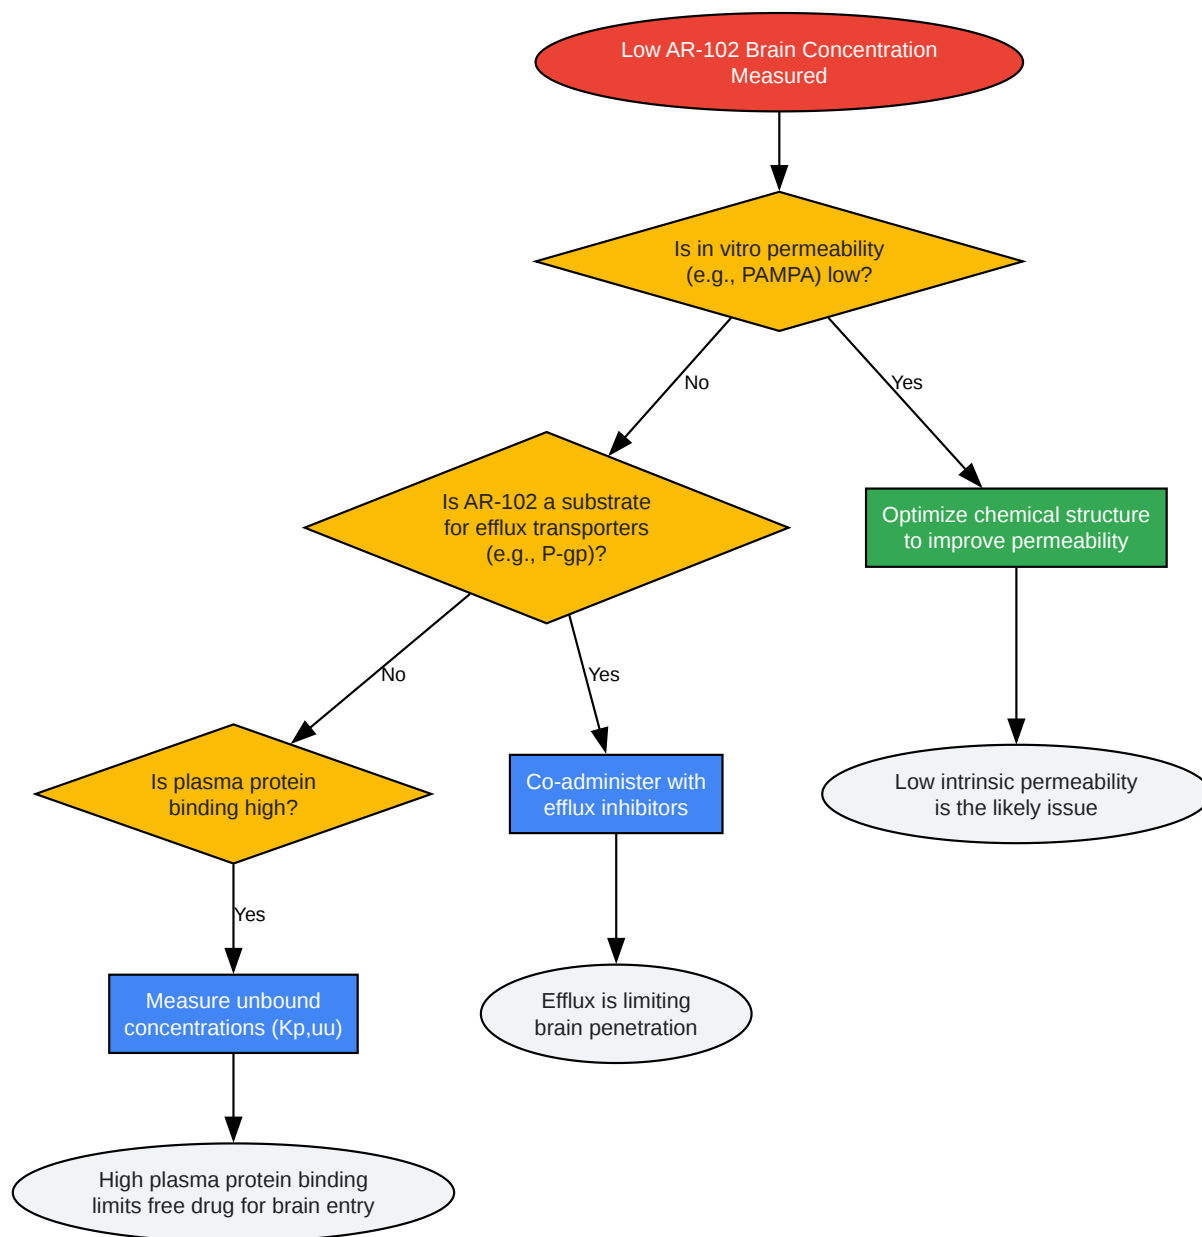 Low AR-102 Brain Concentration
Measured
Is in vitro permeability
(e.g., PAMPA) low?
No
Yes
Is AR-102 a substrate
for efflux transporters
(e.g., P-gp)?
Optimize chemical structure
to improve permeability
No
Yes
Is plasma protein
binding high?
Co-administer with
efflux inhibitors
Low intrinsic permeability
is the likely issue
Yes
Measure unbound
concentrations (Kp,uu)
Efflux is limiting
brain penetration
High plasma protein binding
limits free drug for brain entry